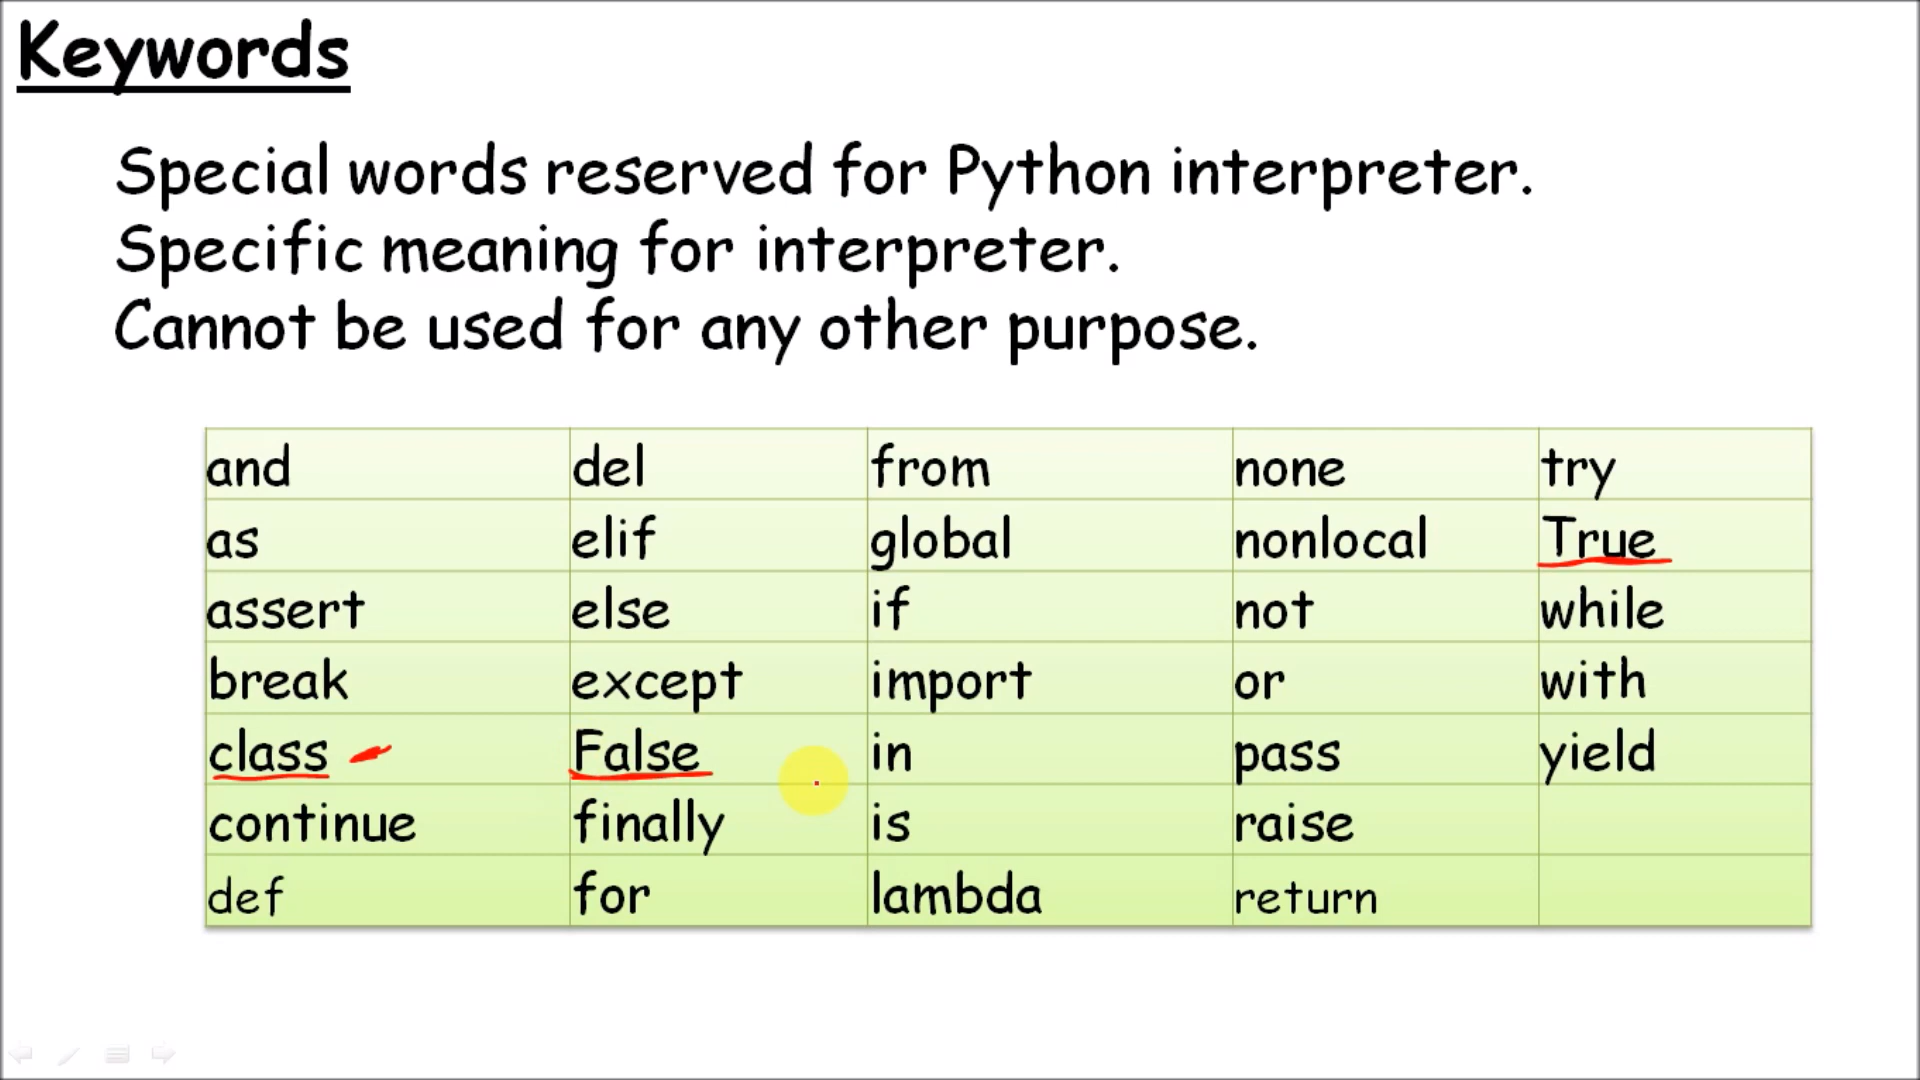 Keywords
Special words reserved for Python interpreter.
Specific meaning for interpreter.
Cannot be used for any other purpose.
and del from none try
as elif global nonlocal True
assert else if not while
break except import or with
class False in pass yield
continue finally is raise
def for lambda return